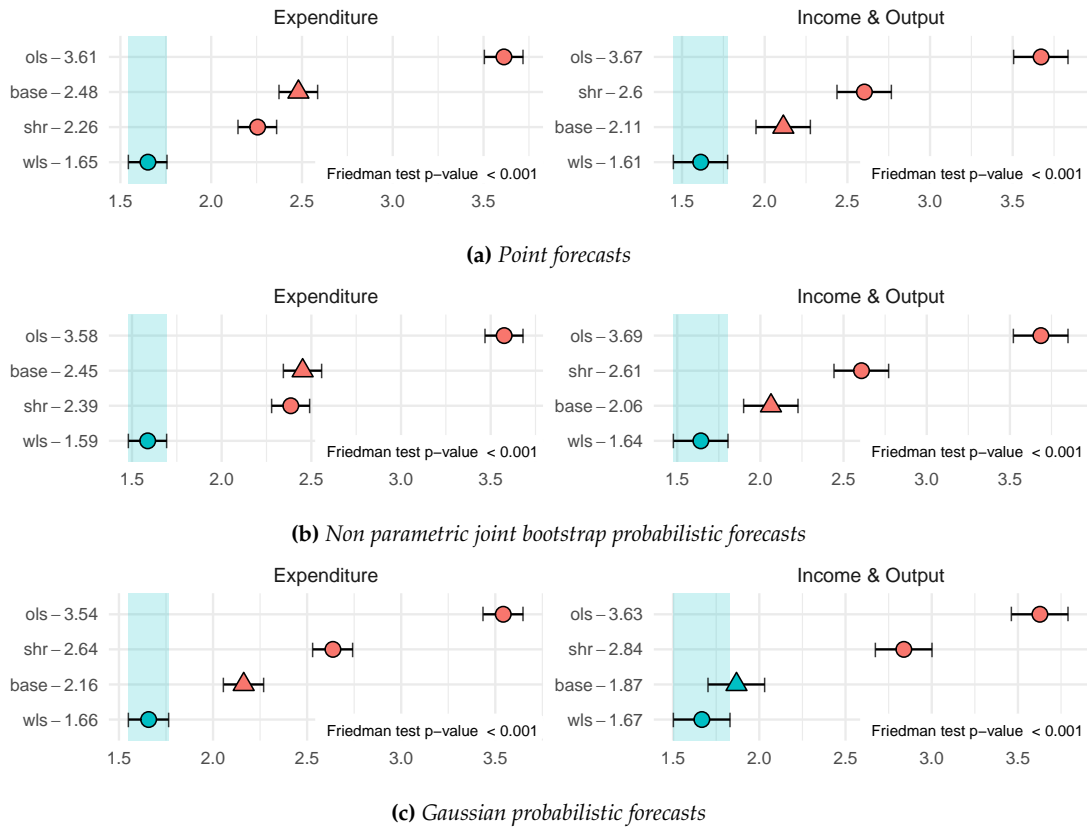 Expenditure
ols − 3.61
base − 2.48
shr − 2.26
wls − 1.65
Friedman test p−value < 0.001
1.5 2.0 2.5 3.0 3.5
Income & Output
ols − 3.67
shr − 2.6
base − 2.11
wls − 1.61
Friedman test p−value < 0.001
1.5 2.0 2.5 3.0 3.5
(a) Point forecasts
Expenditure
ols − 3.58
base − 2.45
shr − 2.39
wls − 1.59
Friedman test p−value < 0.001
1.5 2.0 2.5 3.0 3.5
Income & Output
ols − 3.69
shr − 2.61
base − 2.06
wls − 1.64
Friedman test p−value < 0.001
1.5 2.0 2.5 3.0 3.5
(b) Non parametric joint bootstrap probabilistic forecasts
Expenditure
ols − 3.54
shr − 2.64
base − 2.16
wls − 1.66
Friedman test p−value < 0.001
1.5 2.0 2.5 3.0 3.5
Income & Output
ols − 3.63
shr − 2.84
base − 1.87
wls − 1.67
Friedman test p−value < 0.001
1.5 2.0 2.5 3.0 3.5
(c) Gaussian probabilistic forecasts